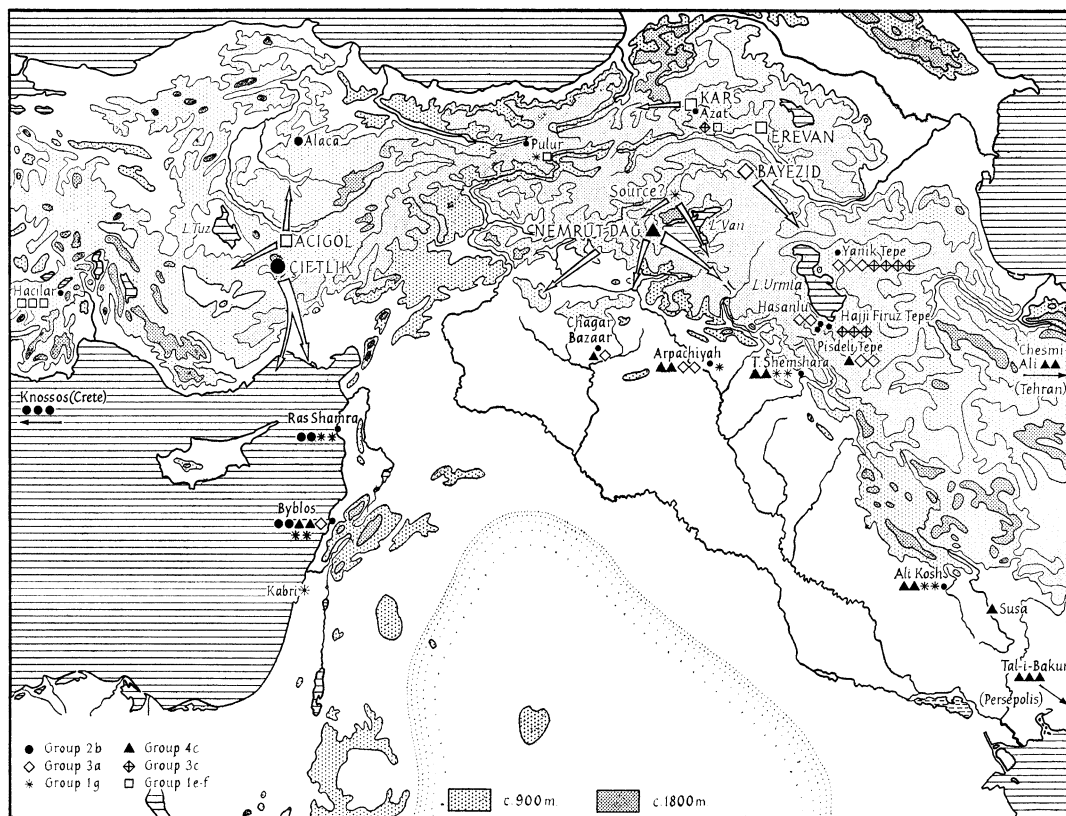 KARS
Azat
EREVAN
Alaca
Pulur
BAYEZID
Source?
L.Tuz
ACIGOL
NEMRUT DAG
L.Van
ÇIFTLIK
Yanik Tepe
Hacilar
L.Urmia
Hasanlu
Hajji Firuz Tepe
Chagar
Bazaar
Pisdeli Tepe
Arpachiyah
T. Shemshara
Chesmi
Ali
(Tehran)
Knossos (Crete)
Ras Shamra
Byblos
Kabri
Ali Kosh
Susa
Tal-i-Bakun
(Persepolis)
Group 2b
Group 4c
Group 3a
Group 3c
Group 1g
Group 1e-f
c.900m
c.1800m